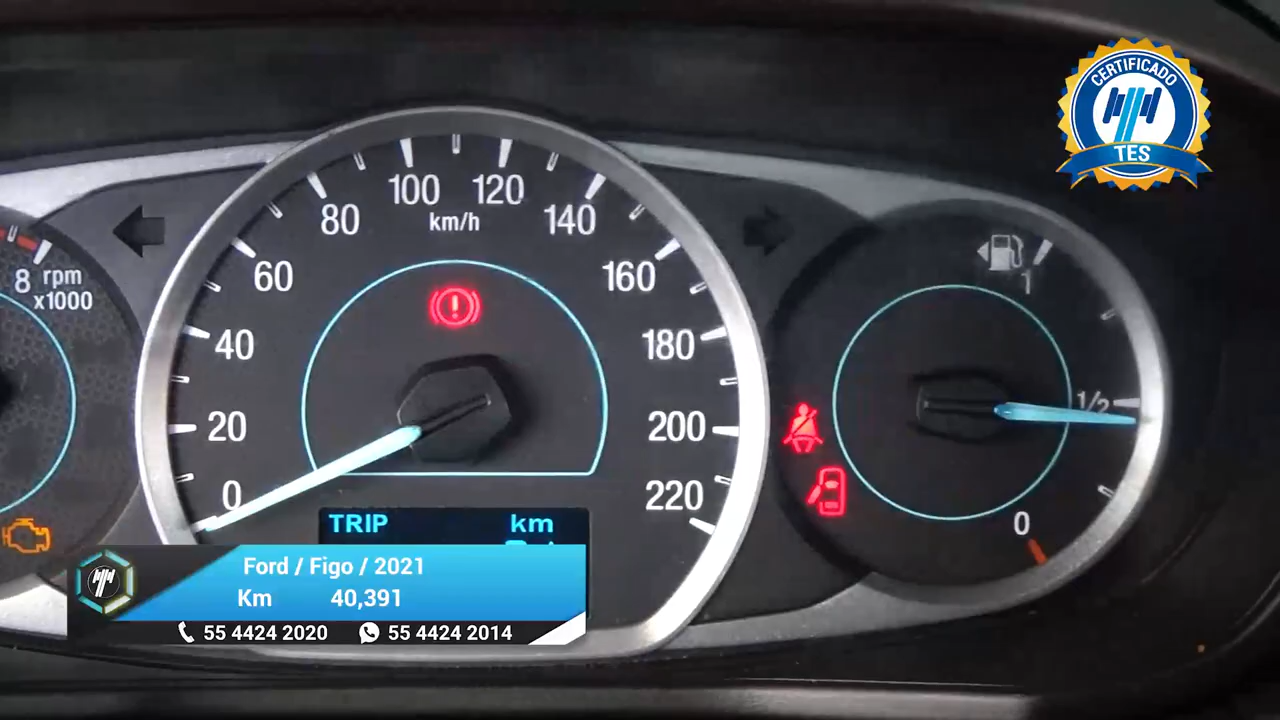 CERTIFICADO
TES
8 rpm
x1000
0
20
40
60
80
100
120
140
160
180
200
220
km/h
1
1/2
0
TRIP km
Ford / Figo / 2021
Km 40,391
55 4424 2020 55 4424 2014